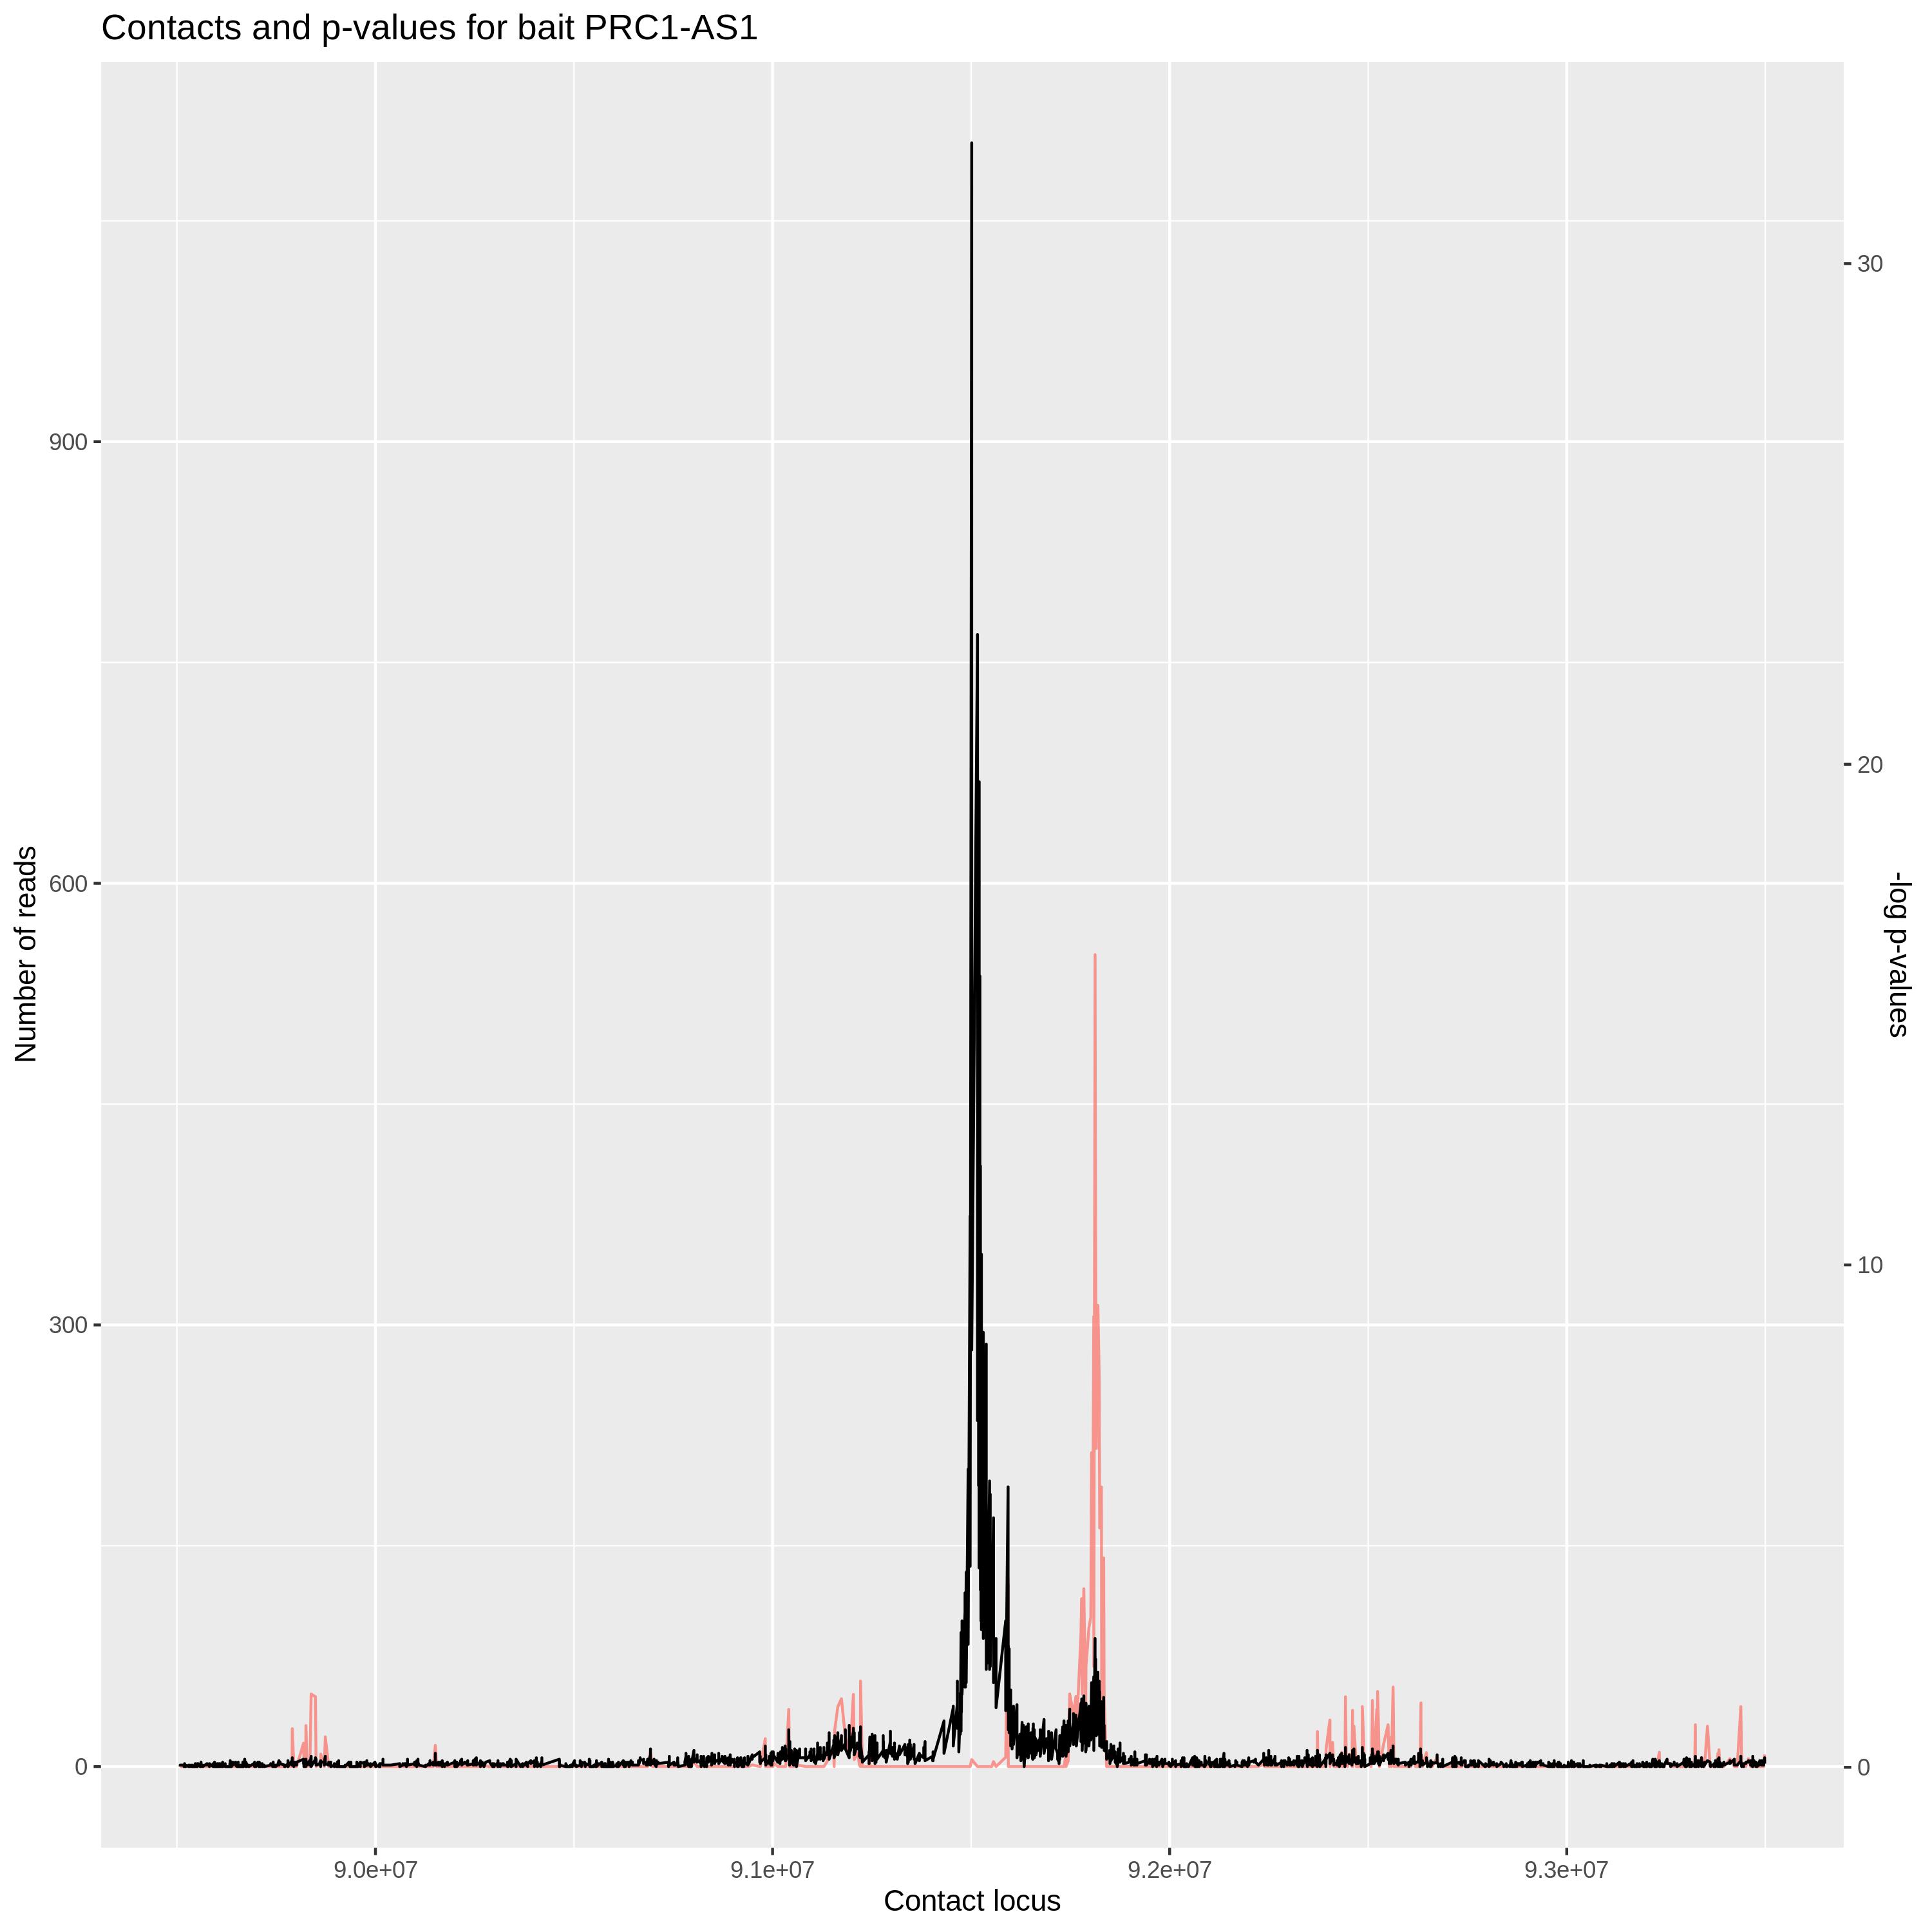 Contacts and p-values for bait PRC1-AS1
900
600
300
0
30
20
10
0
Number of reads
-log p-values
9.0e+07 9.1e+07 9.2e+07 9.3e+07
Contact locus